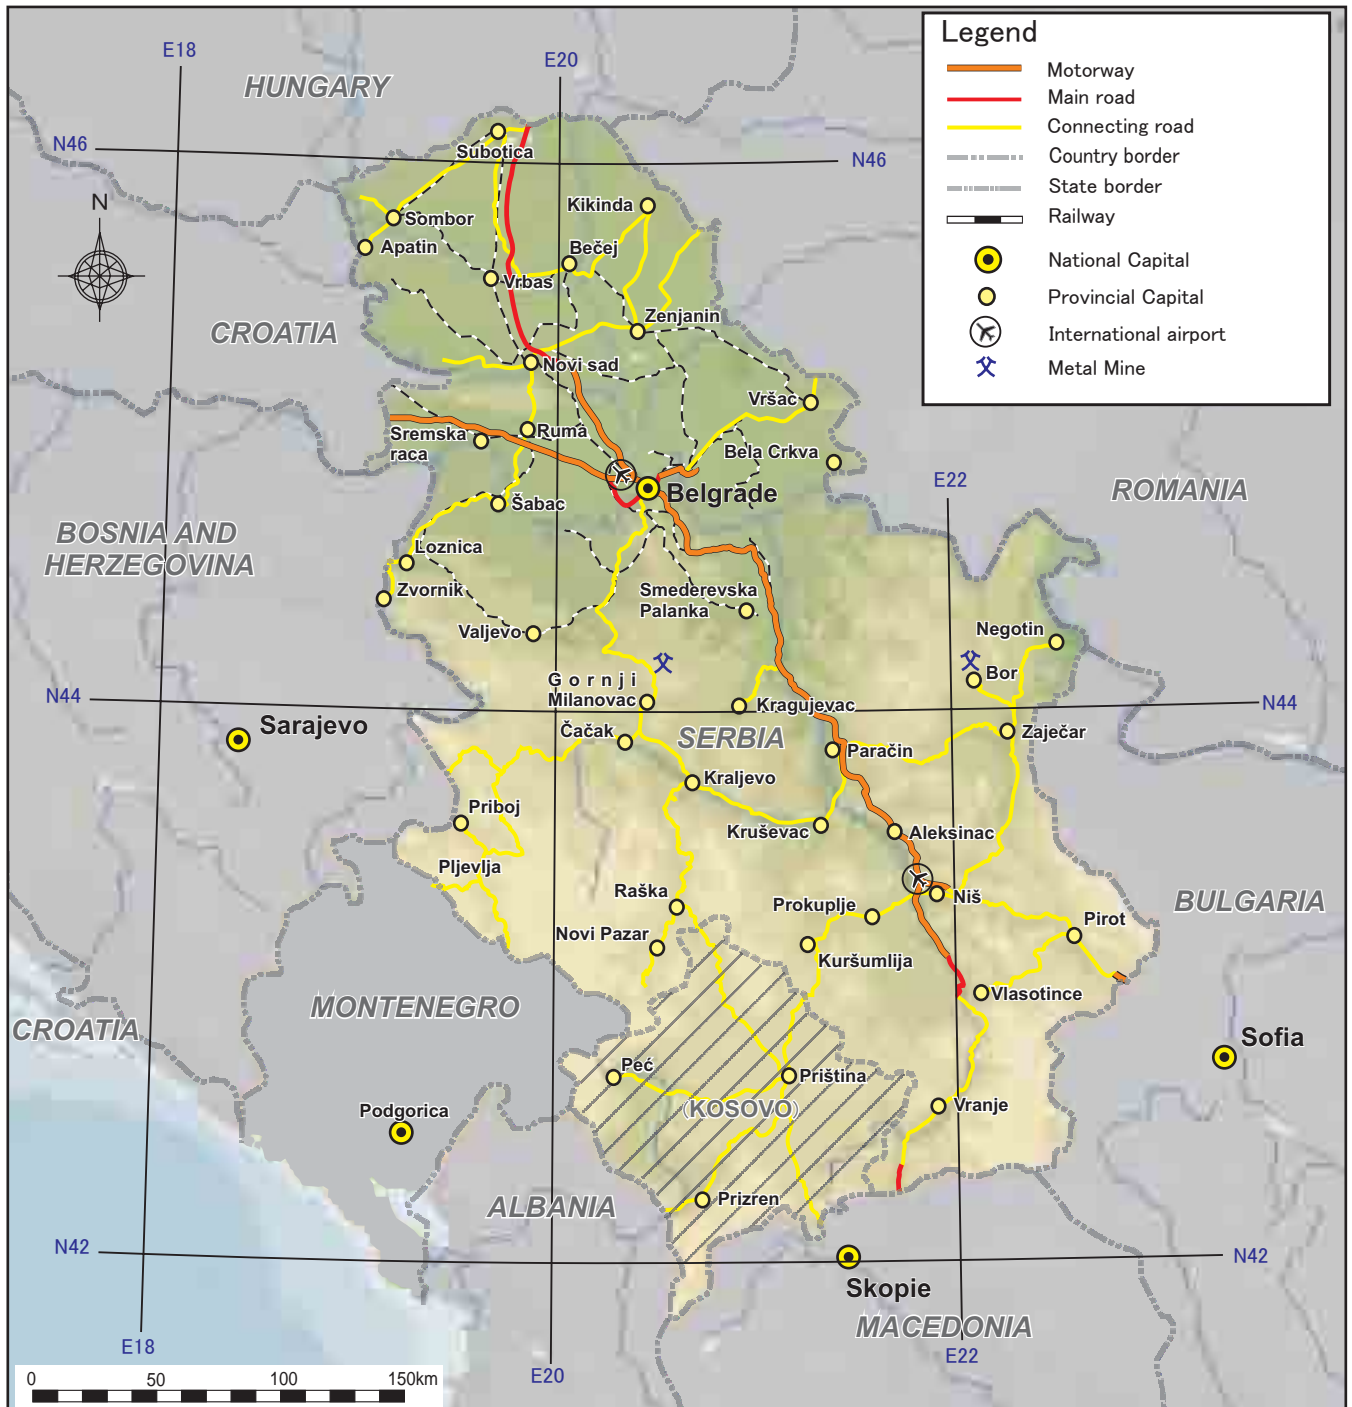 Legend
Motorway
Main road
Connecting road
Country border
State border
Railway
National Capital
Provincial Capital
International airport
Metal Mine
E18
E20
HUNGARY
N46
N46
Subotica
N
Sombor
Kikinda
Apatin
Bečej
Vrbas
Zenjanin
CROATIA
Novi sad
Vršac
Sremska
raca
Ruma
Bela Crkva
E22
ROMANIA
Belgrade
Šabac
BOSNIA AND
HERZEGOVINA
Loznica
Zvornik
Smederevska
Palanka
Valjevo
Negotin
Bor
Gornji
Milanovac
N44
N44
Kragujevac
Sarajevo
Čačak
SERBIA
Zaječar
Paračin
Kraljevo
Priboj
Kruševac
Aleksinac
Pljevlja
Raška
Prokuplje
Niš
BULGARIA
Pirot
Novi Pazar
Kuršumlija
Vlasotince
MONTENEGRO
CROATIA
Sofia
Peć
Priština
(KOSOVO)
Vranje
Podgorica
Prizren
ALBANIA
N42
N42
Skopie
MACEDONIA
E18
E20
E22
0 50 100 150km